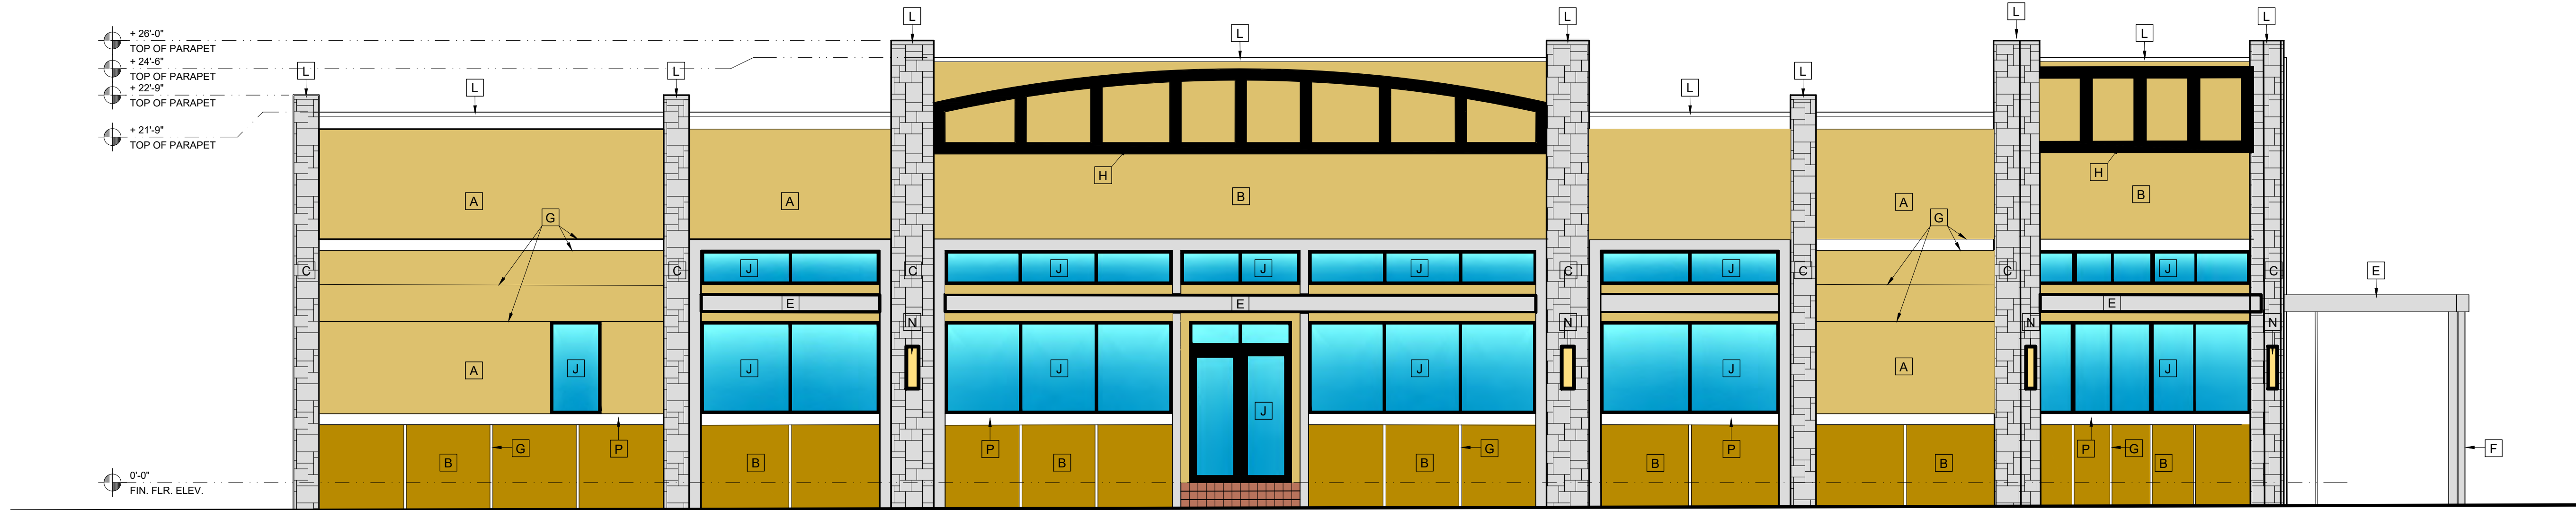 + 26'-0"
TOP OF PARAPET
+ 24'-6"
TOP OF PARAPET
+ 22'-9"
TOP OF PARAPET
+ 21'-9"
TOP OF PARAPET
0'-0"
FIN. FLR. ELEV.
L L L L L
L L L L L L
H H
A A B A B
G G
C C C J J J J J C C C J C
E E E E
N N N N
A J J J J J J A J
P B G P B J B G B P B B P G B F